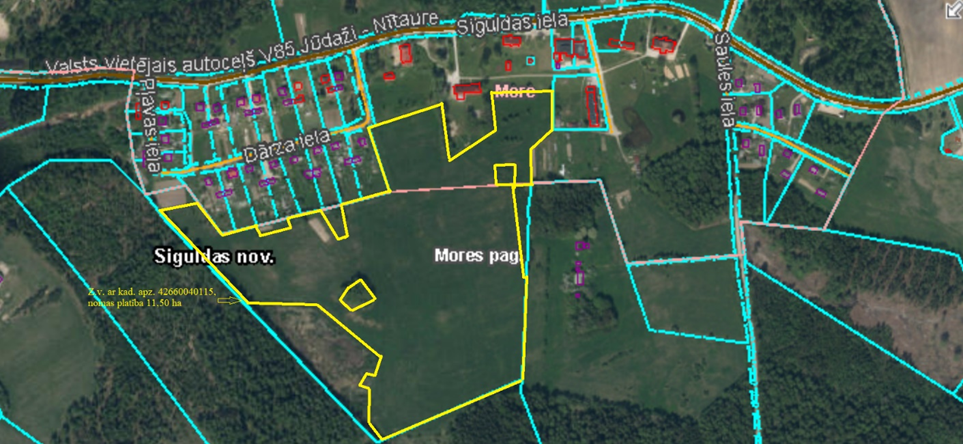 Valsts vietējais autoceļš V85 Jūdaži - Nītaure
Siguldas iela
Saules iela
Pļavas iela
Dārza iela
More
Siguldas nov.
Mores pag.
Z.v. ar kad. apz. 42660040115,
nomas platība 11.50 ha